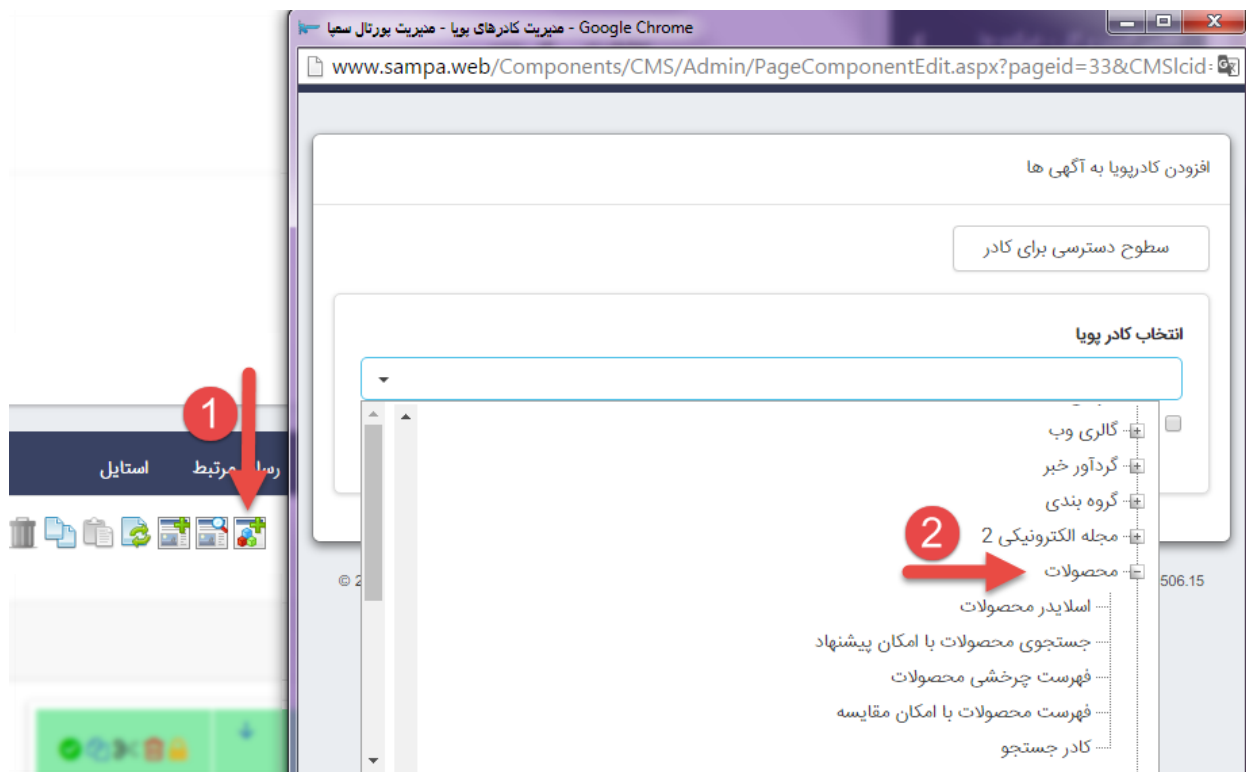 مدیریت کادرهای پویا - مدیریت پورتال سمپا - Google Chrome
www.sampa.web/Components/CMS/Admin/PageComponentEdit.aspx?pageid=33&CMSlcid=
افزودن کادرپویا به آگهی ها
سطوح دسترسی برای کادر
انتخاب کادر پویا
گالری وب
گردآور خبر
گروه بندی
مجله الکترونیکی 2
محصولات
اسلایدر محصولات
جستجوی محصولات با امکان پیشنهاد
فهرست چرخشی محصولات
فهرست محصولات با امکان مقایسه
کادر جستجو
© 2
506.15
1
2
مرتبط
استایل